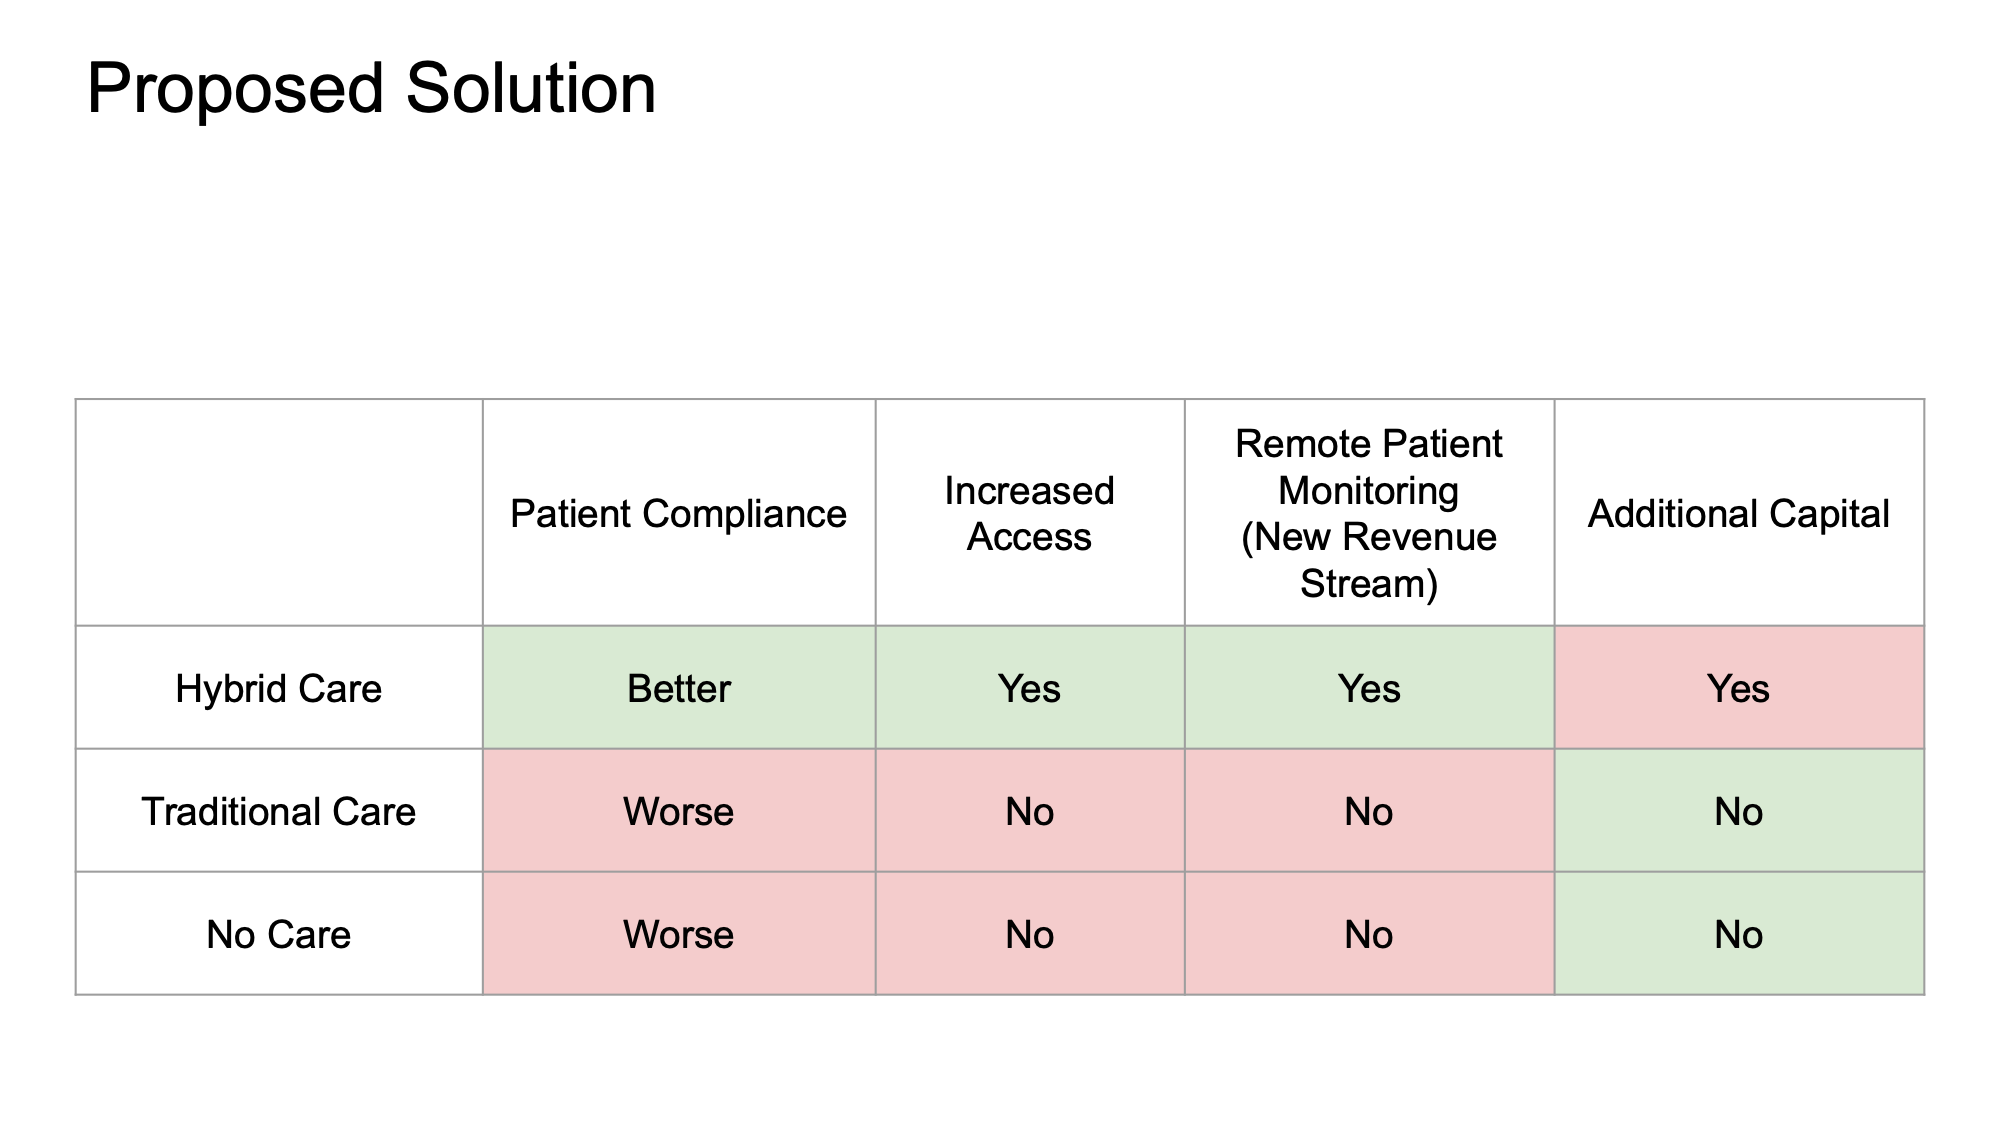 Proposed Solution
Patient Compliance
Increased
Access
Remote Patient
Monitoring
(New Revenue
Stream)
Additional Capital
Hybrid Care
Better
Yes
Yes
Yes
Traditional Care
Worse
No
No
No
No Care
Worse
No
No
No